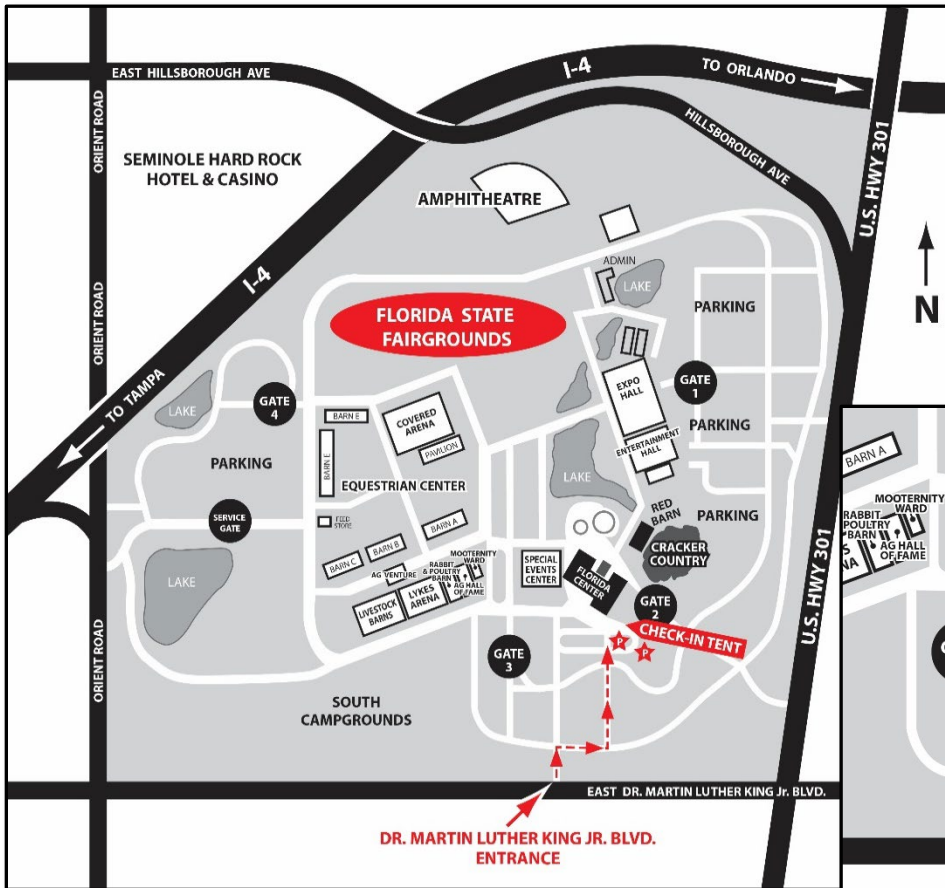 EAST HILLSBOROUGH AVE
I-4
TO ORLANDO
ORIENT ROAD
SEMINOLE HARD ROCK
HOTEL & CASINO
HILLSBOROUGH AVE
U.S. HWY 301
AMPHITHEATRE
N
I-4
ADMIN
LAKE
ORIENT ROAD
FLORIDA STATE
FAIRGROUNDS
PARKING
TO TAMPA
LAKE
GATE
4
BARN E
COVERED
ARENA
PAVILION
EXPO
HALL
GATE
1
ENTERTAINMENT
HALL
PARKING
PARKING
BARN E
EQUESTRIAN CENTER
LAKE
SERVICE
GATE
FEED
STORE
BARN A
BARN B
BARN C
RED
BARN
PARKING
CRACKER
COUNTRY
LAKE
AG VENTURE
RABBIT
& POULTRY
BARN
MOOTERNITY
WARD
AG HALL
OF FAME
LIVESTOCK
BARNS
LYKES
ARENA
SPECIAL
EVENTS
CENTER
FLORIDA
CENTER
GATE
2
CHECK-IN TENT
P
P
GATE
3
ORIENT ROAD
SOUTH
CAMPGROUNDS
U.S. HWY 301
EAST DR. MARTIN LUTHER KING Jr. BLVD.
DR. MARTIN LUTHER KING JR. BLVD.
ENTRANCE
BARN A
MOOTERNITY
WARD
RABBIT
POULTRY
BARN
AG HALL
OF FAME
S
NA